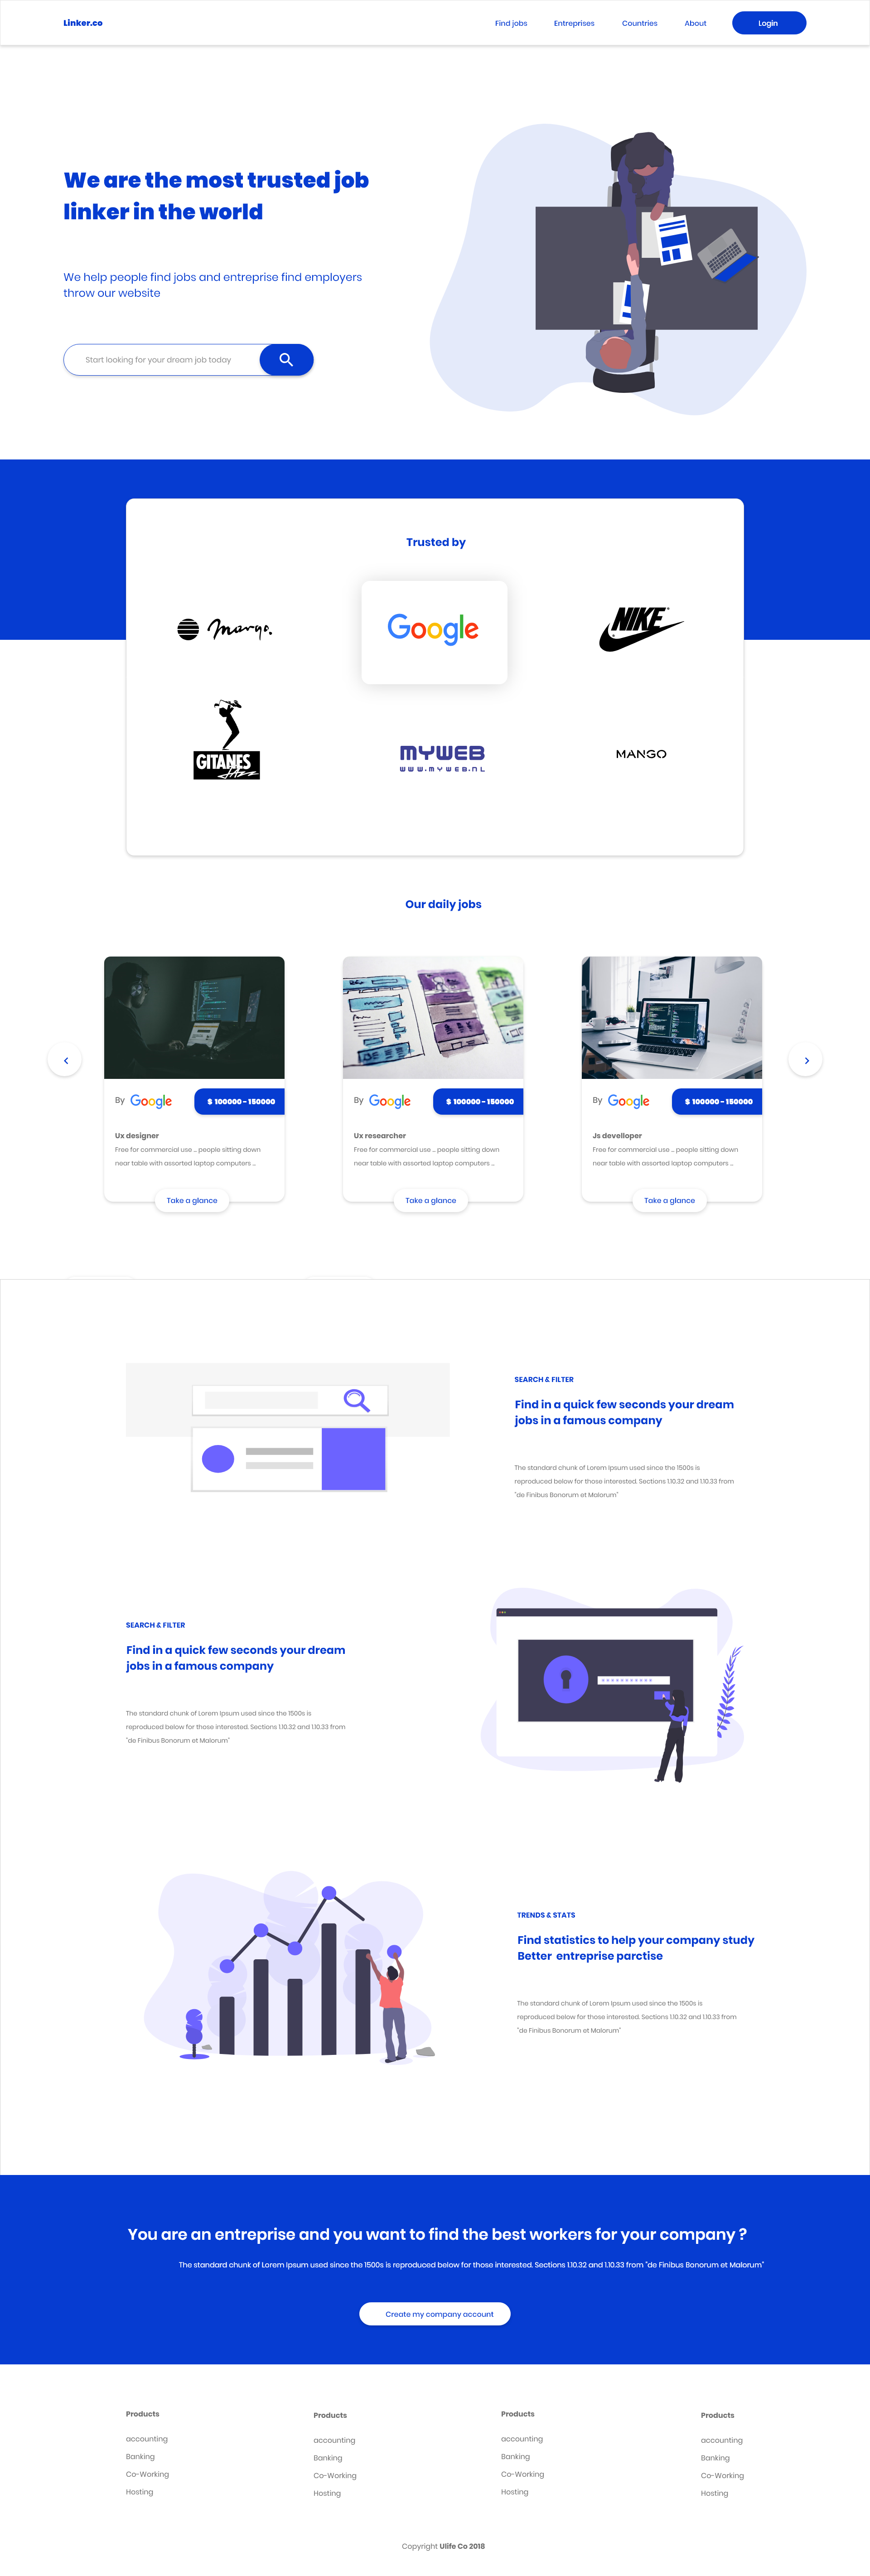 Linker.co
Find jobs
Entreprises
Countries
About
Login
We are the most trusted job
linker in the world
We help people find jobs and entreprise find employers
throw our website
Start looking for your dream job today
Trusted by
Margo.
Google
NIKE
GITANES
Jazz
MYWEB
WWW.MYWEB.NL
MANGO
Our daily jobs
By Google
$ 100000 - 150000
Ux designer
Free for commercial use ... people sitting down
near table with assorted laptop computers ...
Take a glance
By Google
$ 100000 - 150000
Ux researcher
Free for commercial use ... people sitting down
near table with assorted laptop computers ...
Take a glance
By Google
$ 100000 - 150000
Js develloper
Free for commercial use ... people sitting down
near table with assorted laptop computers ...
Take a glance
SEARCH & FILTER
Find in a quick few seconds your dream
jobs in a famous company
The standard chunk of Lorem Ipsum used since the 1500s is
reproduced below for those interested. Sections 1.10.32 and 1.10.33 from
"de Finibus Bonorum et Malorum"
SEARCH & FILTER
Find in a quick few seconds your dream
jobs in a famous company
The standard chunk of Lorem Ipsum used since the 1500s is
reproduced below for those interested. Sections 1.10.32 and 1.10.33 from
"de Finibus Bonorum et Malorum"
TRENDS & STATS
Find statistics to help your company study
Better entreprise parctise
The standard chunk of Lorem Ipsum used since the 1500s is
reproduced below for those interested. Sections 1.10.32 and 1.10.33 from
"de Finibus Bonorum et Malorum"
You are an entreprise and you want to find the best workers for your company ?
The standard chunk of Lorem Ipsum used since the 1500s is reproduced below for those interested. Sections 1.10.32 and 1.10.33 from "de Finibus Bonorum et Malorum"
Create my company account
Products
accounting
Banking
Co-Working
Hosting
Products
accounting
Banking
Co-Working
Hosting
Products
accounting
Banking
Co-Working
Hosting
Products
accounting
Banking
Co-Working
Hosting
Copyright Ulife Co 2018